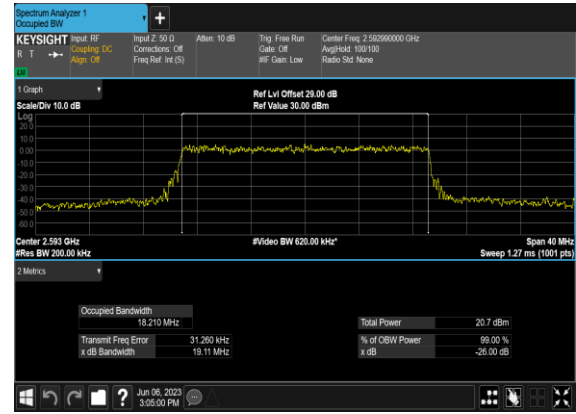 Spectrum Analyzer 1
Occupied BW
KEYSIGHT
R T
LXI
Input: RF
Coupling: DC
Align: Off
Input Z: 50 Ω
Corrections: Off
Freq Ref: Int (S)
Atten: 10 dB
Trig: Free Run
Gate: Off
#IF Gain: Low
Center Freq: 2.592990000 GHz
Avg|Hold: 100/100
Radio Std: None
1 Graph
Scale/Div 10.0 dB
Ref Lvl Offset 29.00 dB
Ref Value 30.00 dBm
Log
20.0
10.0
0.00
-10.0
-20.0
-30.0
-40.0
-50.0
-60.0
Center 2.593 GHz
#Res BW 200.00 kHz
#Video BW 620.00 kHz*
Span 40 MHz
Sweep 1.27 ms (1001 pts)
2 Metrics
Occupied Bandwidth
18.210 MHz
Transmit Freq Error 31.260 kHz
x dB Bandwidth 19.11 MHz
Total Power 20.7 dBm
% of OBW Power 99.00 %
x dB -26.00 dB
?
Jun 06, 2023
3:05:00 PM